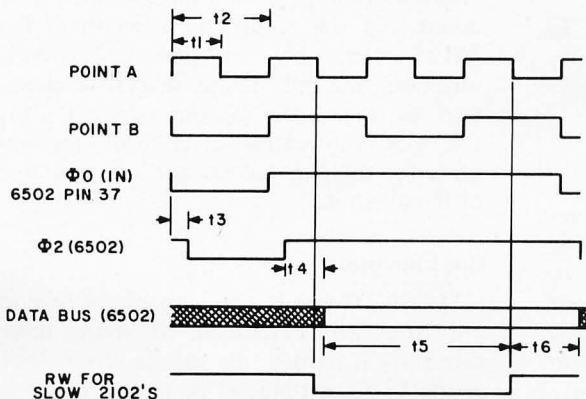 t2
t1
POINT A
POINT B
Φ0 (IN)
6502 PIN 37
t3
Φ2 (6502)
t4
DATA BUS (6502)
t5
t6
RW FOR
SLOW 2102'S